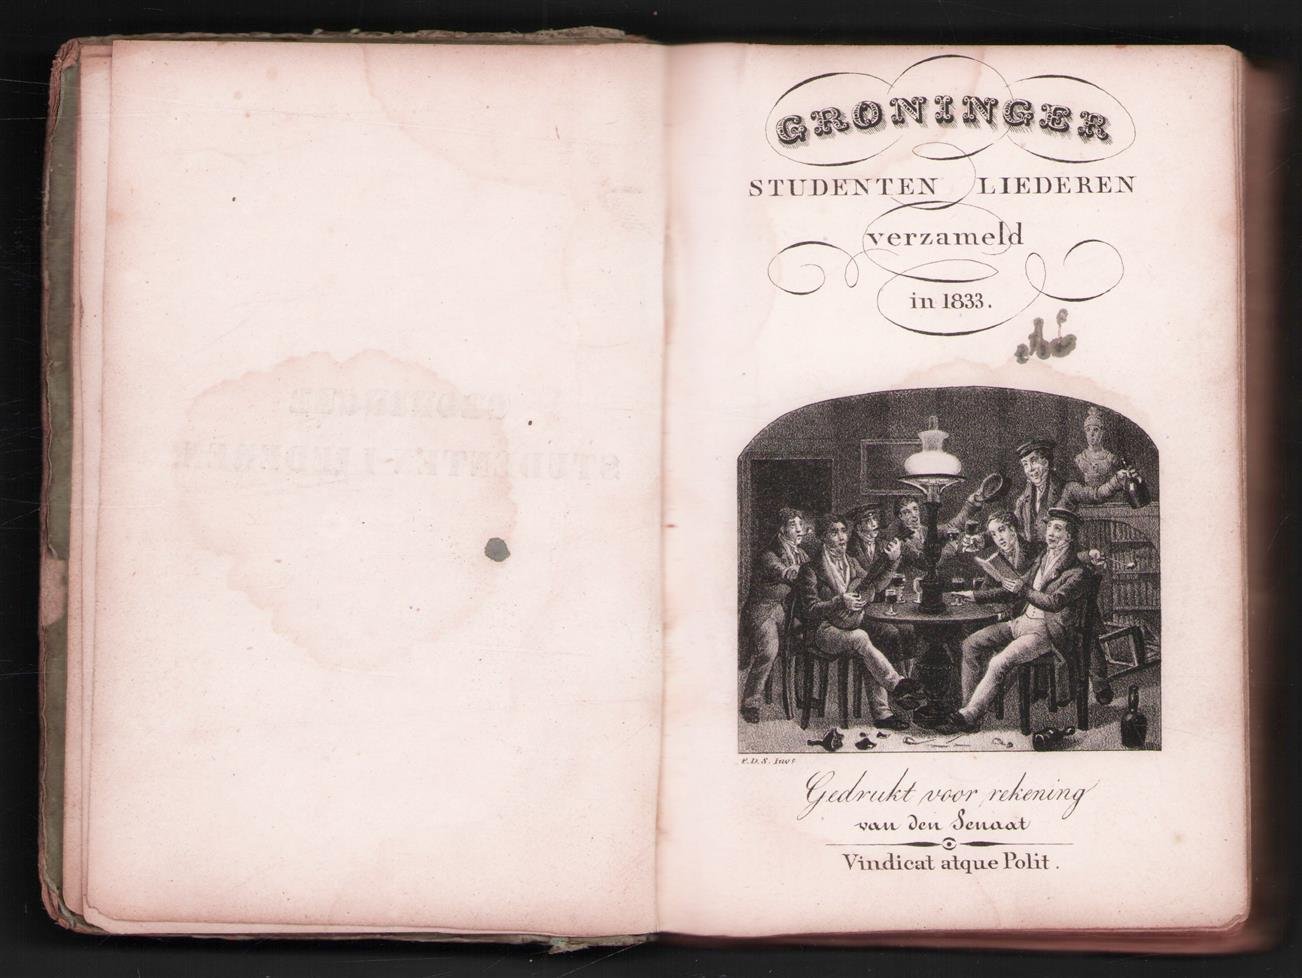 GRONINGER
STUDENTEN LIEDEREN
verzameld
in 1833.
Gedrukt voor rekening
van den Senaat
Vindicat atque Polit.